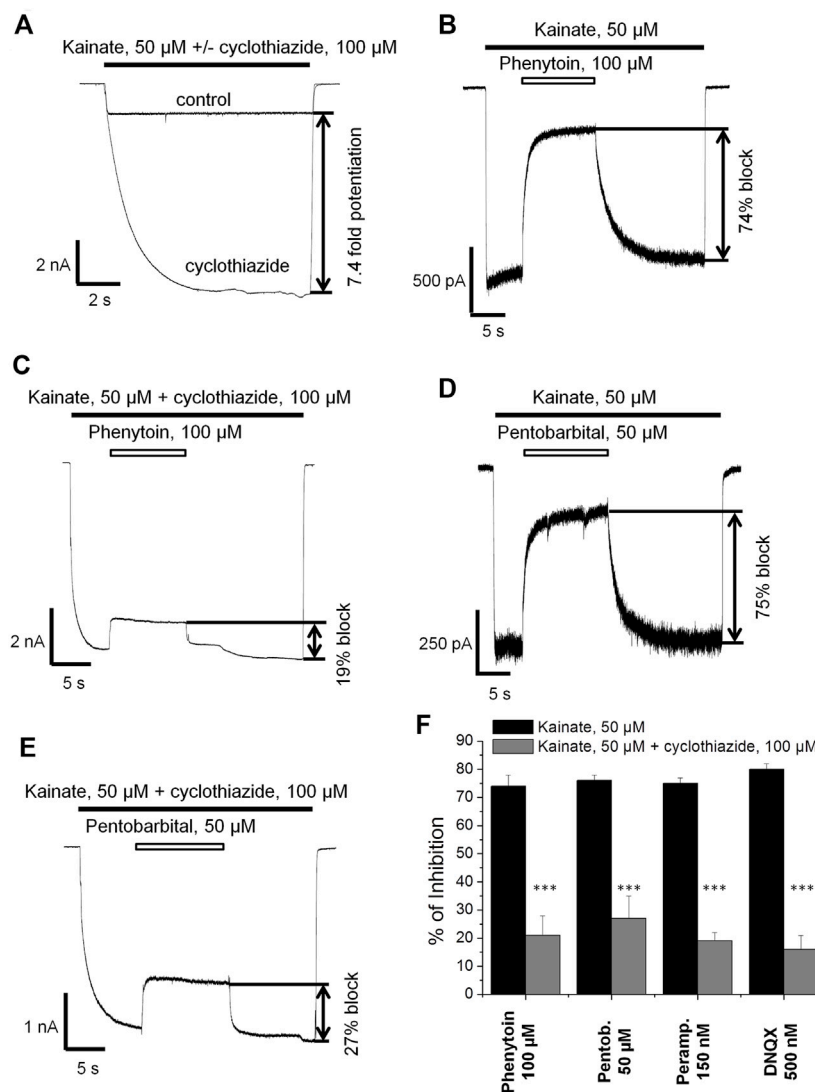 A
Kainate, 50 µM +/- cyclothiazide, 100 µM
control
cyclothiazide
7.4 fold potentiation
2 nA
2 s
B
Kainate, 50 µM
Phenytoin, 100 µM
74% block
500 pA
5 s
C
Kainate, 50 µM + cyclothiazide, 100 µM
Phenytoin, 100 µM
19% block
2 nA
5 s
D
Kainate, 50 µM
Pentobarbital, 50 µM
75% block
250 pA
5 s
E
Kainate, 50 µM + cyclothiazide, 100 µM
Pentobarbital, 50 µM
27% block
1 nA
5 s
F
Kainate, 50 µM
Kainate, 50 µM + cyclothiazide, 100 µM
% of Inhibition
90
80
70
60
50
40
30
20
10
0
*** *** *** ***
Phenytoin
100 µM
Pentob.
50 µM
Peramp.
150 nM
DNQX
500 nM